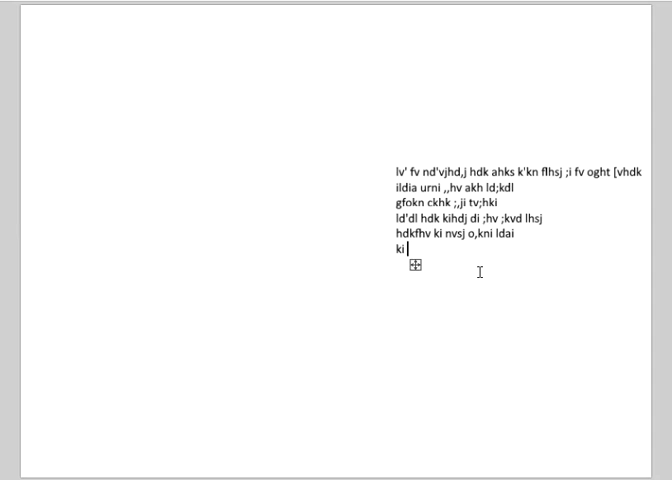 lv' fv nd'vjhd,j hdk ahks k'kn flhsj ;i fv oght [vhdk
ildia urni ,,hv akh ld;kdl
gfokn ckhk ;,,ji tv;hki
ld'dl hdk kihdj di ;hv ;kvd lhsj
hdkfhv ki nvsj o,kni ldai
ki